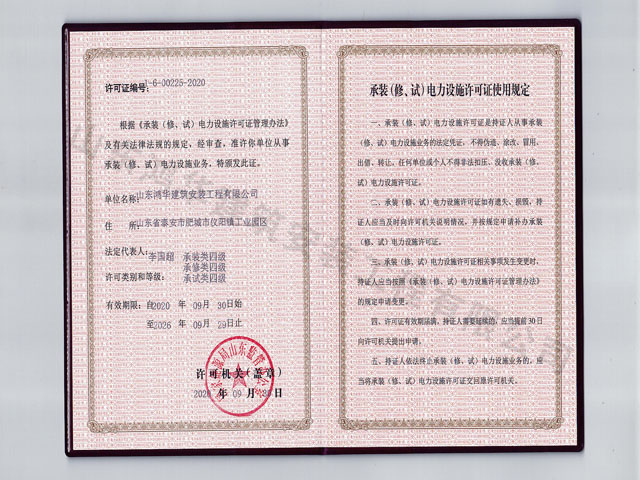 许可证编号:1-6-00225-2020
根据《承装（修、试）电力设施许可证管理办法》
及有关法律法规的规定，经审查，准许你单位从事
承装（修、试）电力设施业务，特颁发此证。
单位名称:山东鸿华建筑安装工程有限公司
住　　所:山东省泰安市肥城市仪阳镇工业园区
法定代表人:李国超 承装类四级
承修类四级
许可类别和等级: 承试类四级
有效期限:自2020 年 09月 30日始
至2026 年 09月 29日止
许可机关（盖章）
年 09 月 日
承装（修、试）电力设施许可证使用规定
一、承装（修、试）电力设施许可证是持证人从事承装
（修、试）电力设施业务的法定凭证，不得伪造、涂改、冒用、
出借、转让。任何单位或个人不得非法扣压、没收承装（修、
试）电力设施许可证。
二、承装（修、试）电力设施许可证如有遗失、损毁，持
证人应当及时向许可机关说明情况，并按规定申请补办承装
（修、试）电力设施许可证。
三、承装（修、试）电力设施许可证相关事项发生变更时，
持证人应当按照《承装（修、试）电力设施许可证管理办法》
的规定申请变更。
四、许可证有效期届满，持证人需要延续的，应当提前30日
向许可机关提出申请。
五、持证人依法终止承装（修、试）电力设施业务的，应
当将承装（修、试）电力设施许可证交回原许可机关。